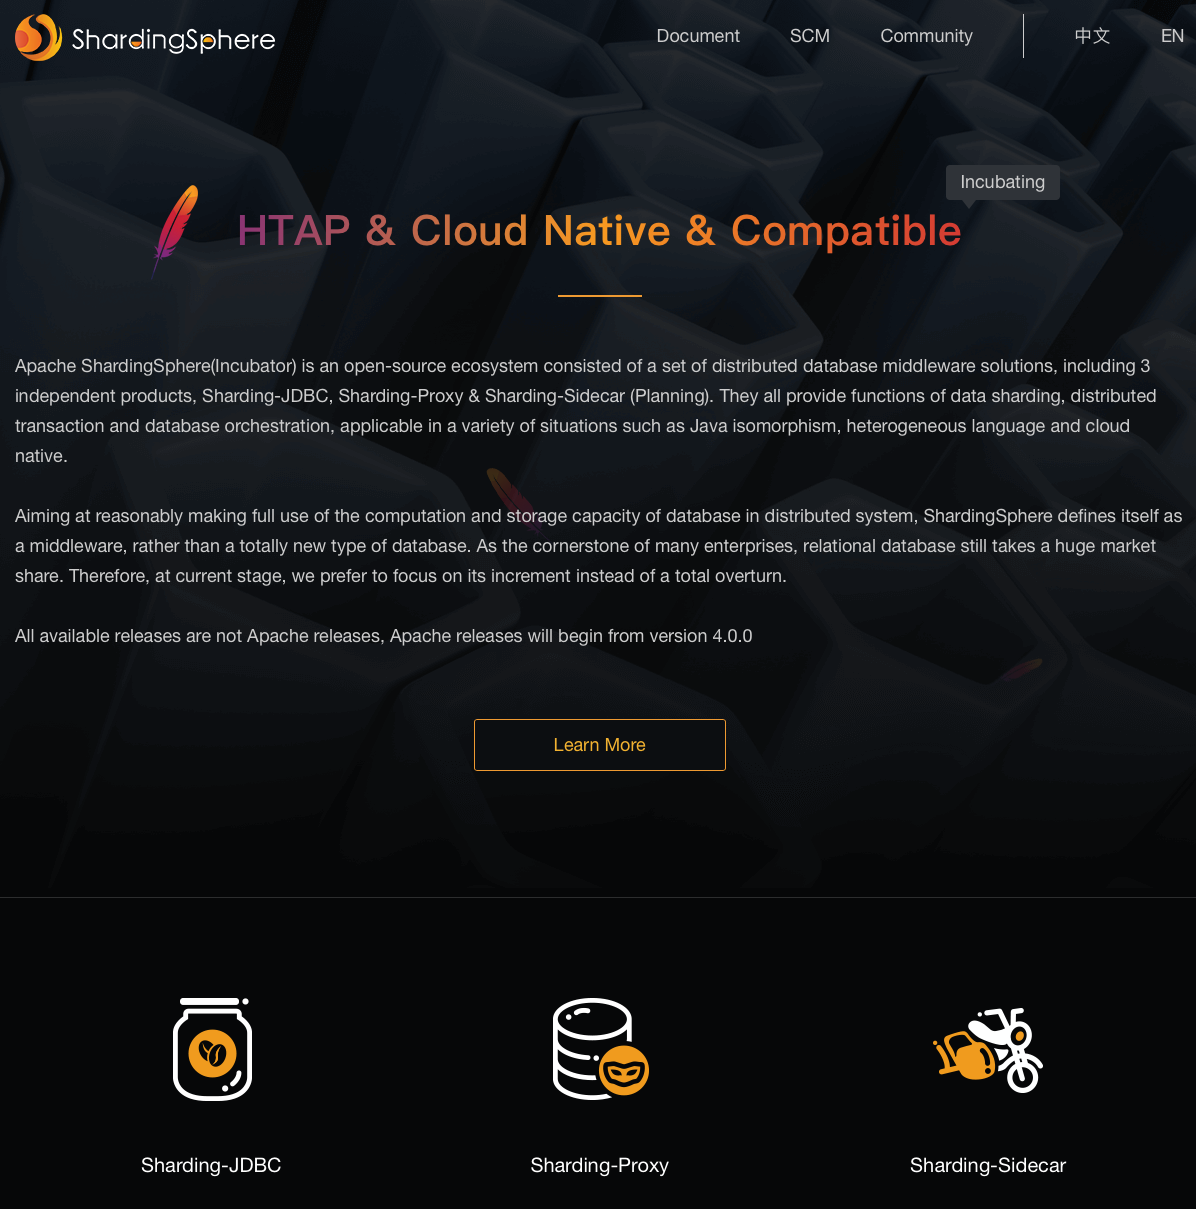 ShardingSphere
Document SCM Community 中文 EN
Incubating
HTAP & Cloud Native & Compatible
Apache ShardingSphere(Incubator) is an open-source ecosystem consisted of a set of distributed database middleware solutions, including 3
independent products, Sharding-JDBC, Sharding-Proxy & Sharding-Sidecar (Planning). They all provide functions of data sharding, distributed
transaction and database orchestration, applicable in a variety of situations such as Java isomorphism, heterogeneous language and cloud
native.
Aiming at reasonably making full use of the computation and storage capacity of database in distributed system, ShardingSphere defines itself as
a middleware, rather than a totally new type of database. As the cornerstone of many enterprises, relational database still takes a huge market
share. Therefore, at current stage, we prefer to focus on its increment instead of a total overturn.
All available releases are not Apache releases, Apache releases will begin from version 4.0.0
Learn More
Sharding-JDBC Sharding-Proxy Sharding-Sidecar